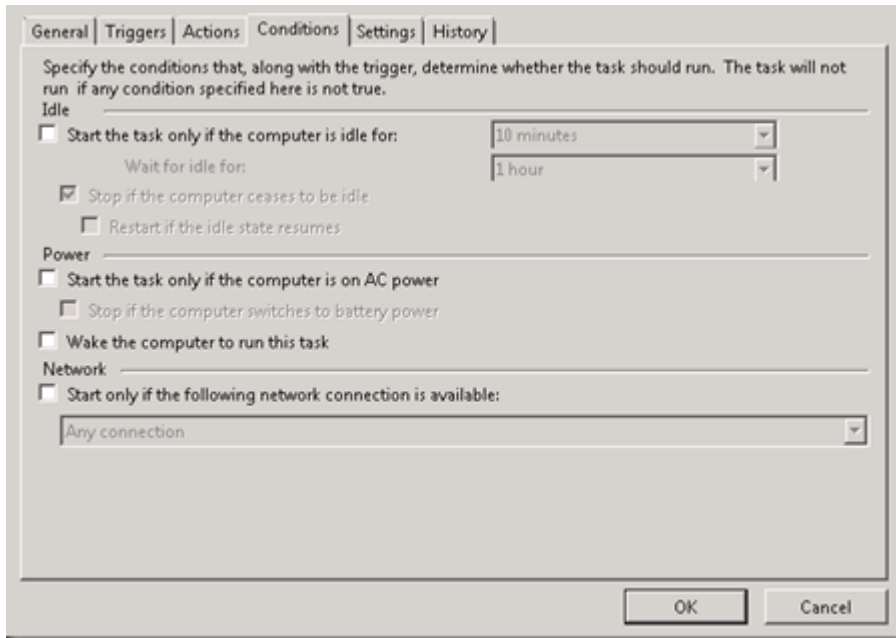 General Triggers Actions Conditions Settings History
Specify the conditions that, along with the trigger, determine whether the task should run. The task will not
run if any condition specified here is not true.
Idle
Start the task only if the computer is idle for: 10 minutes
Wait for idle for: 1 hour
Stop if the computer ceases to be idle
Restart if the idle state resumes
Power
Start the task only if the computer is on AC power
Stop if the computer switches to battery power
Wake the computer to run this task
Network
Start only if the following network connection is available:
Any connection
OK Cancel